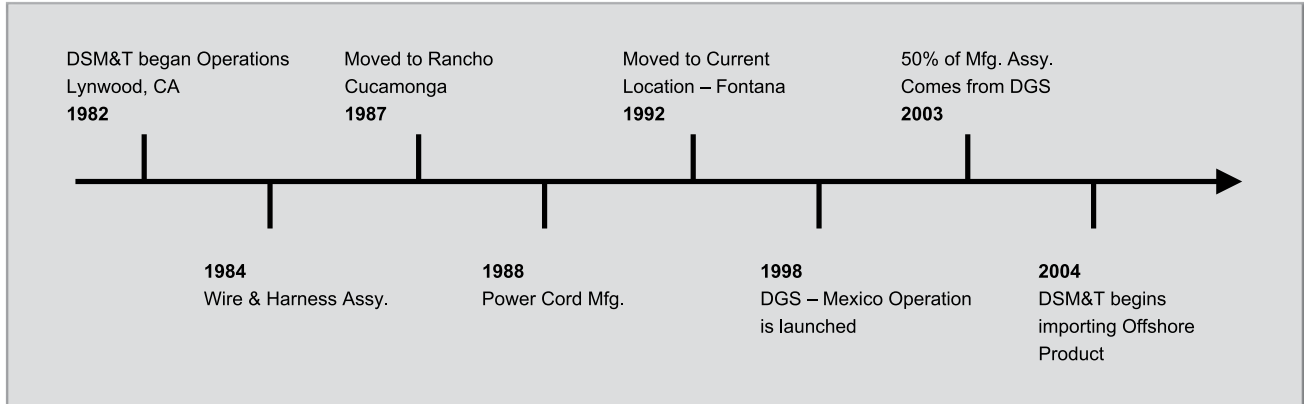 DSM&T began Operations
Lynwood, CA
1982
Moved to Rancho
Cucamonga
1987
Moved to Current
Location – Fontana
1992
50% of Mfg. Assy.
Comes from DGS
2003
1984
Wire & Harness Assy.
1988
Power Cord Mfg.
1998
DGS – Mexico Operation
is launched
2004
DSM&T begins
importing Offshore
Product